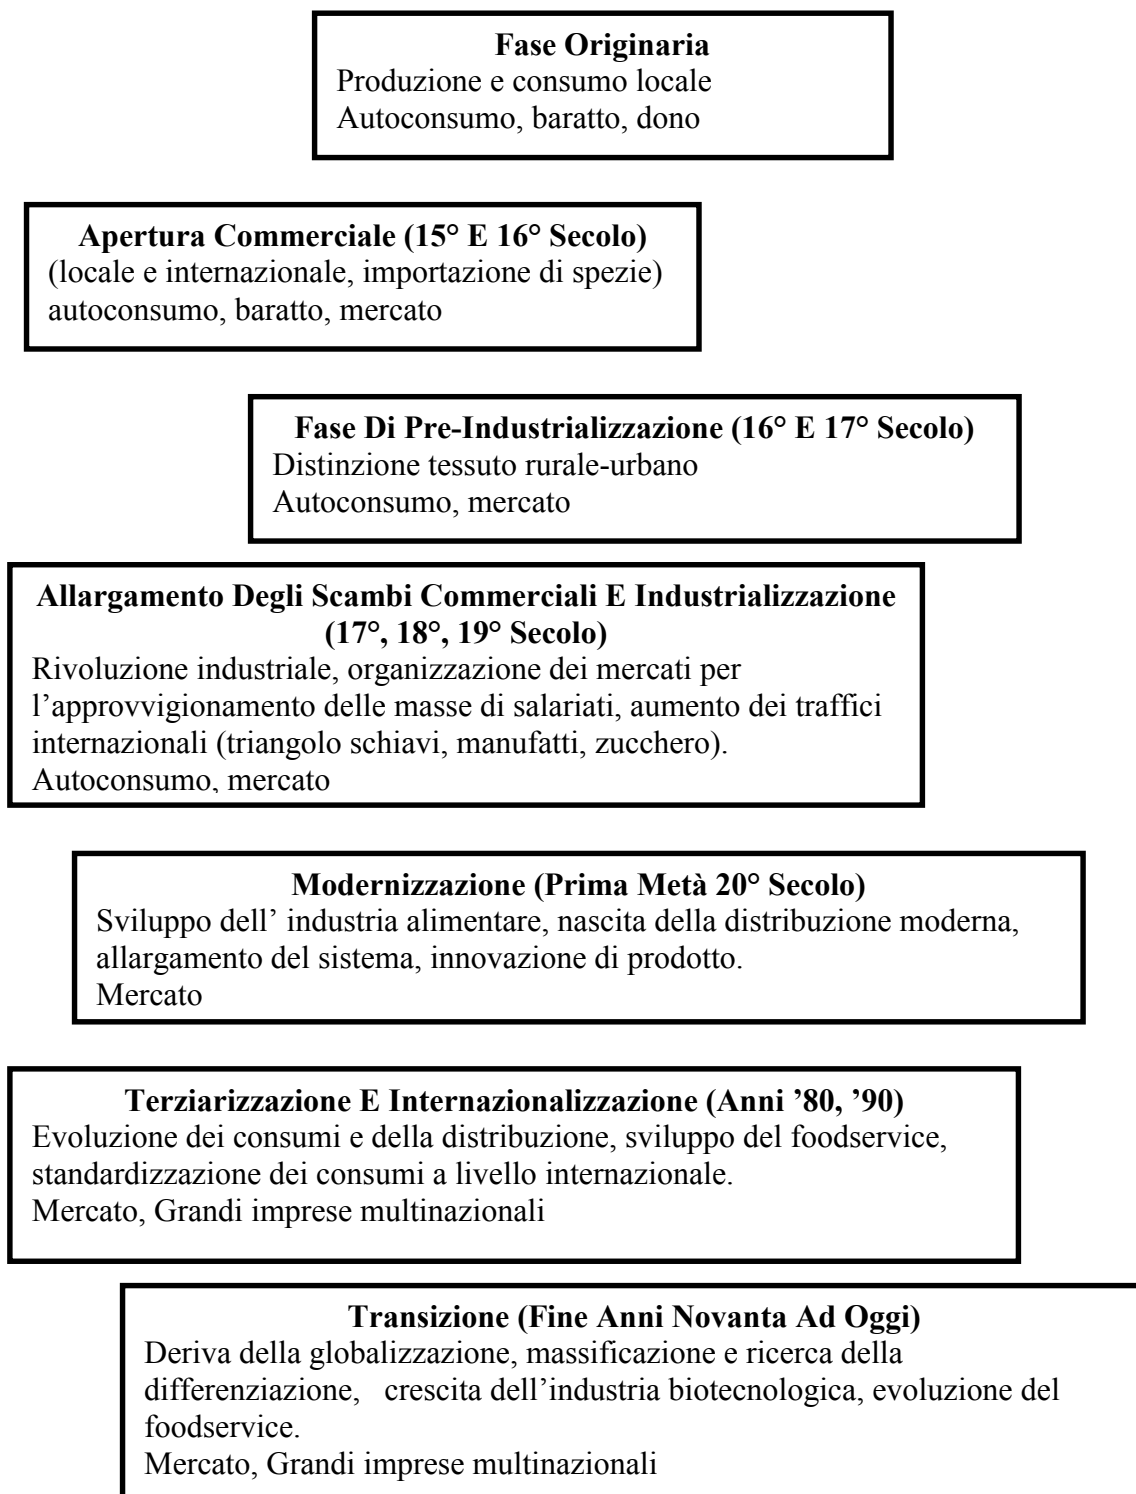 Fase Originaria
Produzione e consumo locale
Autoconsumo, baratto, dono
Apertura Commerciale (15° E 16° Secolo)
(locale e internazionale, importazione di spezie)
autoconsumo, baratto, mercato
Fase Di Pre-Industrializzazione (16° E 17° Secolo)
Distinzione tessuto rurale-urbano
Autoconsumo, mercato
Allargamento Degli Scambi Commerciali E Industrializzazione
(17°, 18°, 19° Secolo)
Rivoluzione industriale, organizzazione dei mercati per
l'approvvigionamento delle masse di salariati, aumento dei traffici
internazionali (triangolo schiavi, manufatti, zucchero).
Autoconsumo, mercato
Modernizzazione (Prima Metà 20° Secolo)
Sviluppo dell' industria alimentare, nascita della distribuzione moderna,
allargamento del sistema, innovazione di prodotto.
Mercato
Terziarizzazione E Internazionalizzazione (Anni '80, '90)
Evoluzione dei consumi e della distribuzione, sviluppo del foodservice,
standardizzazione dei consumi a livello internazionale.
Mercato, Grandi imprese multinazionali
Transizione (Fine Anni Novanta Ad Oggi)
Deriva della globalizzazione, massificazione e ricerca della
differenziazione, crescita dell'industria biotecnologica, evoluzione del
foodservice.
Mercato, Grandi imprese multinazionali